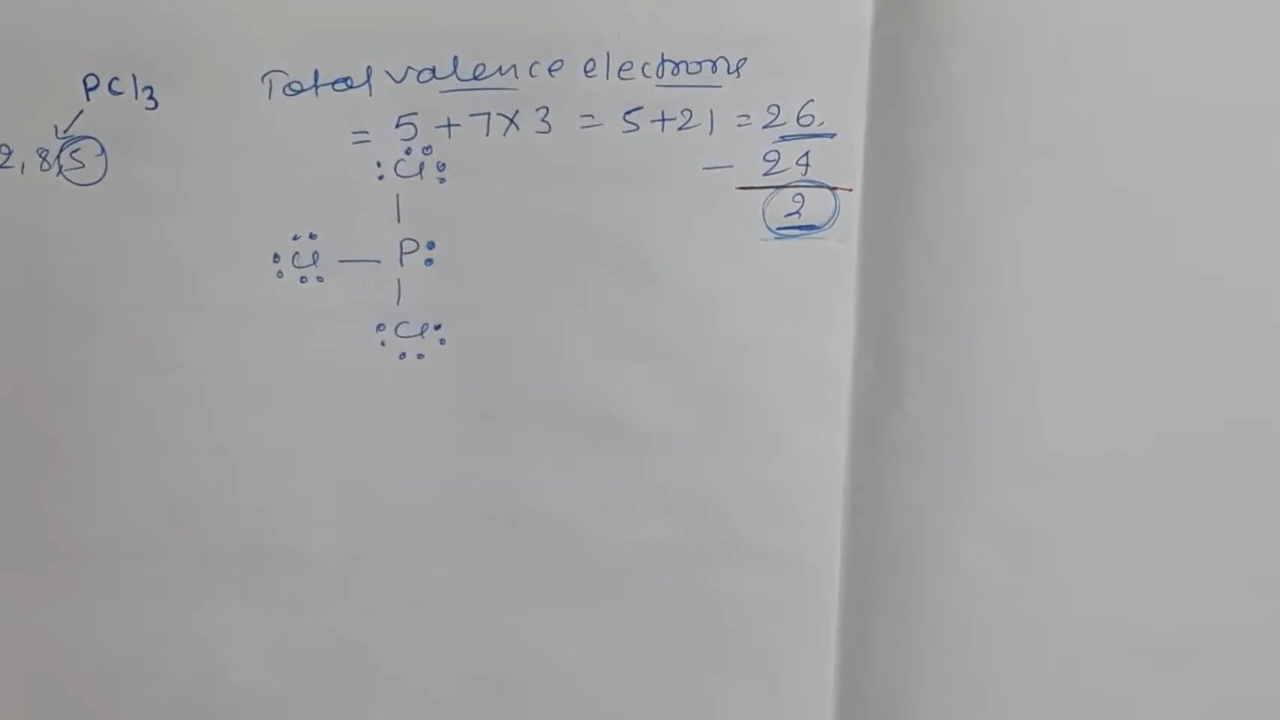 PCl3
2, 8, 5
Total valence electrons
= 5 + 7 x 3 = 5 + 21 = 26.
- 24
2
:Cl:
|
:Cl — P:
|
:Cl: